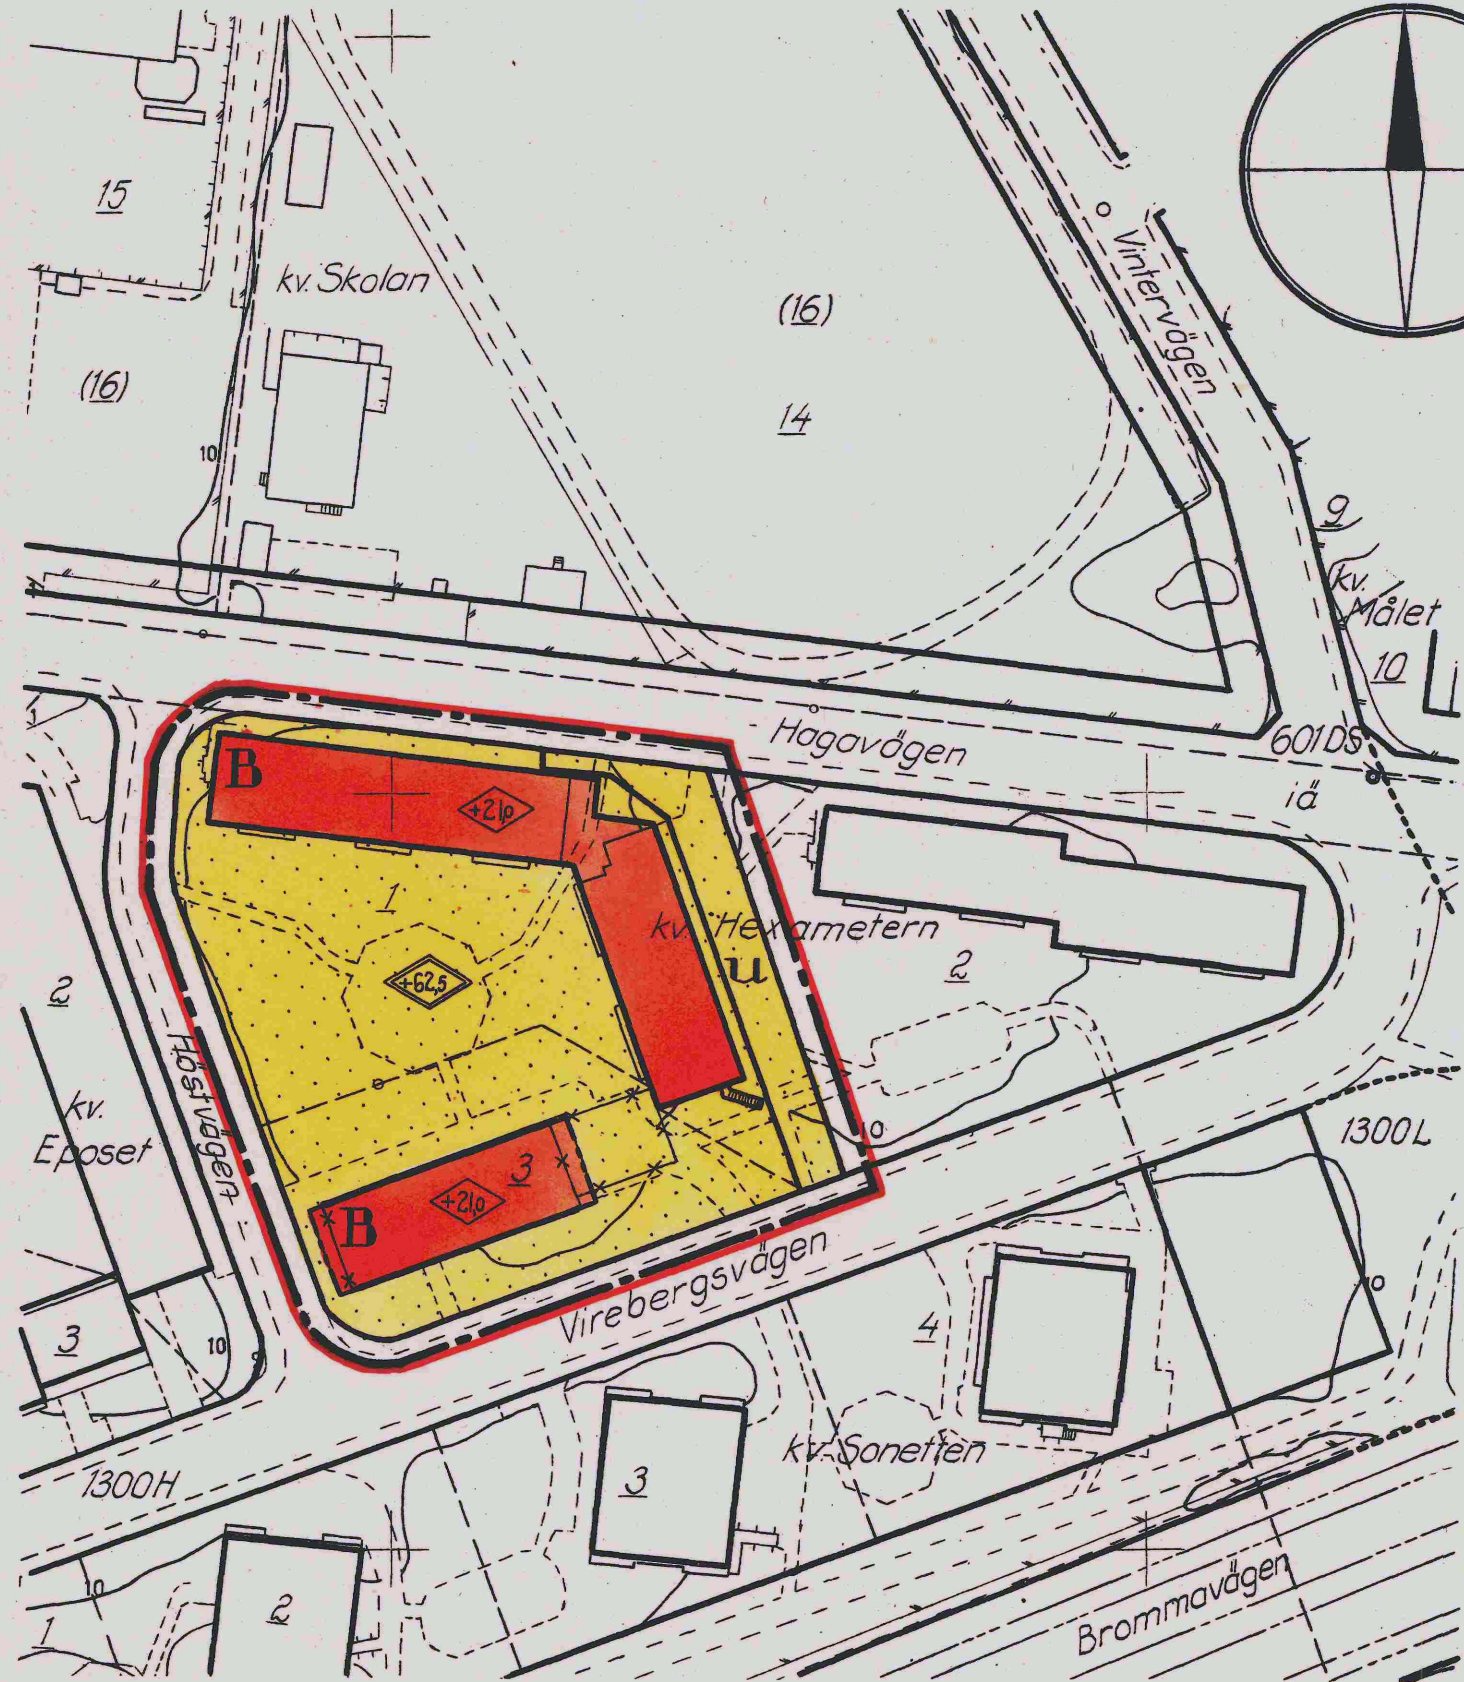 15
kv. Skolan
(16)
Vintervägen
(16)
14
10
9
kv.
Målet
10
Hagavägen
601DS
iä
B
+21,0
1
kv. Hexametern
2
u
+62,5
2
Höstvägen
kv.
Eposet
10
1300L
3
+21,0
B
Virebergsvägen
3
10
4
10
1300H
3
kv. Sonetten
10
2
1
Brommavägen